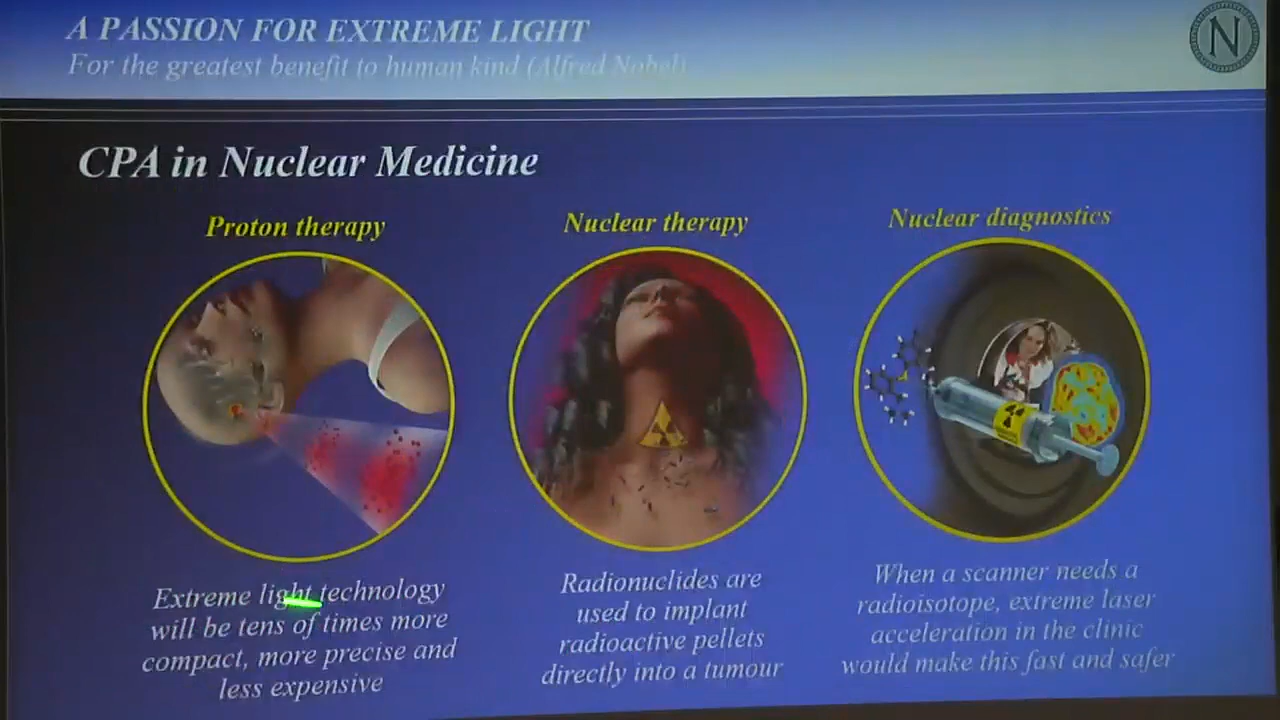 A PASSION FOR EXTREME LIGHT
For the greatest benefit to human kind (Alfred Nobel)
N
CPA in Nuclear Medicine
Proton therapy
Nuclear therapy
Nuclear diagnostics
Extreme light technology
will be tens of times more
compact, more precise and
less expensive
Radionuclides are
used to implant
radioactive pellets
directly into a tumour
When a scanner needs a
radioisotope, extreme laser
acceleration in the clinic
would make this fast and safer